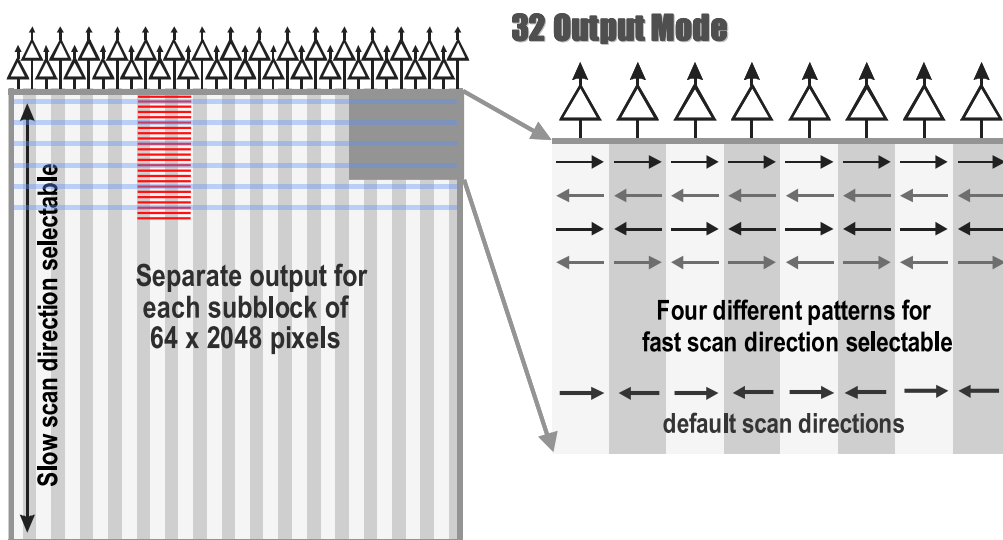 32 Output Mode
Slow scan direction selectable
Separate output for
each subblock of
64 x 2048 pixels
Four different patterns for
fast scan direction selectable
default scan directions